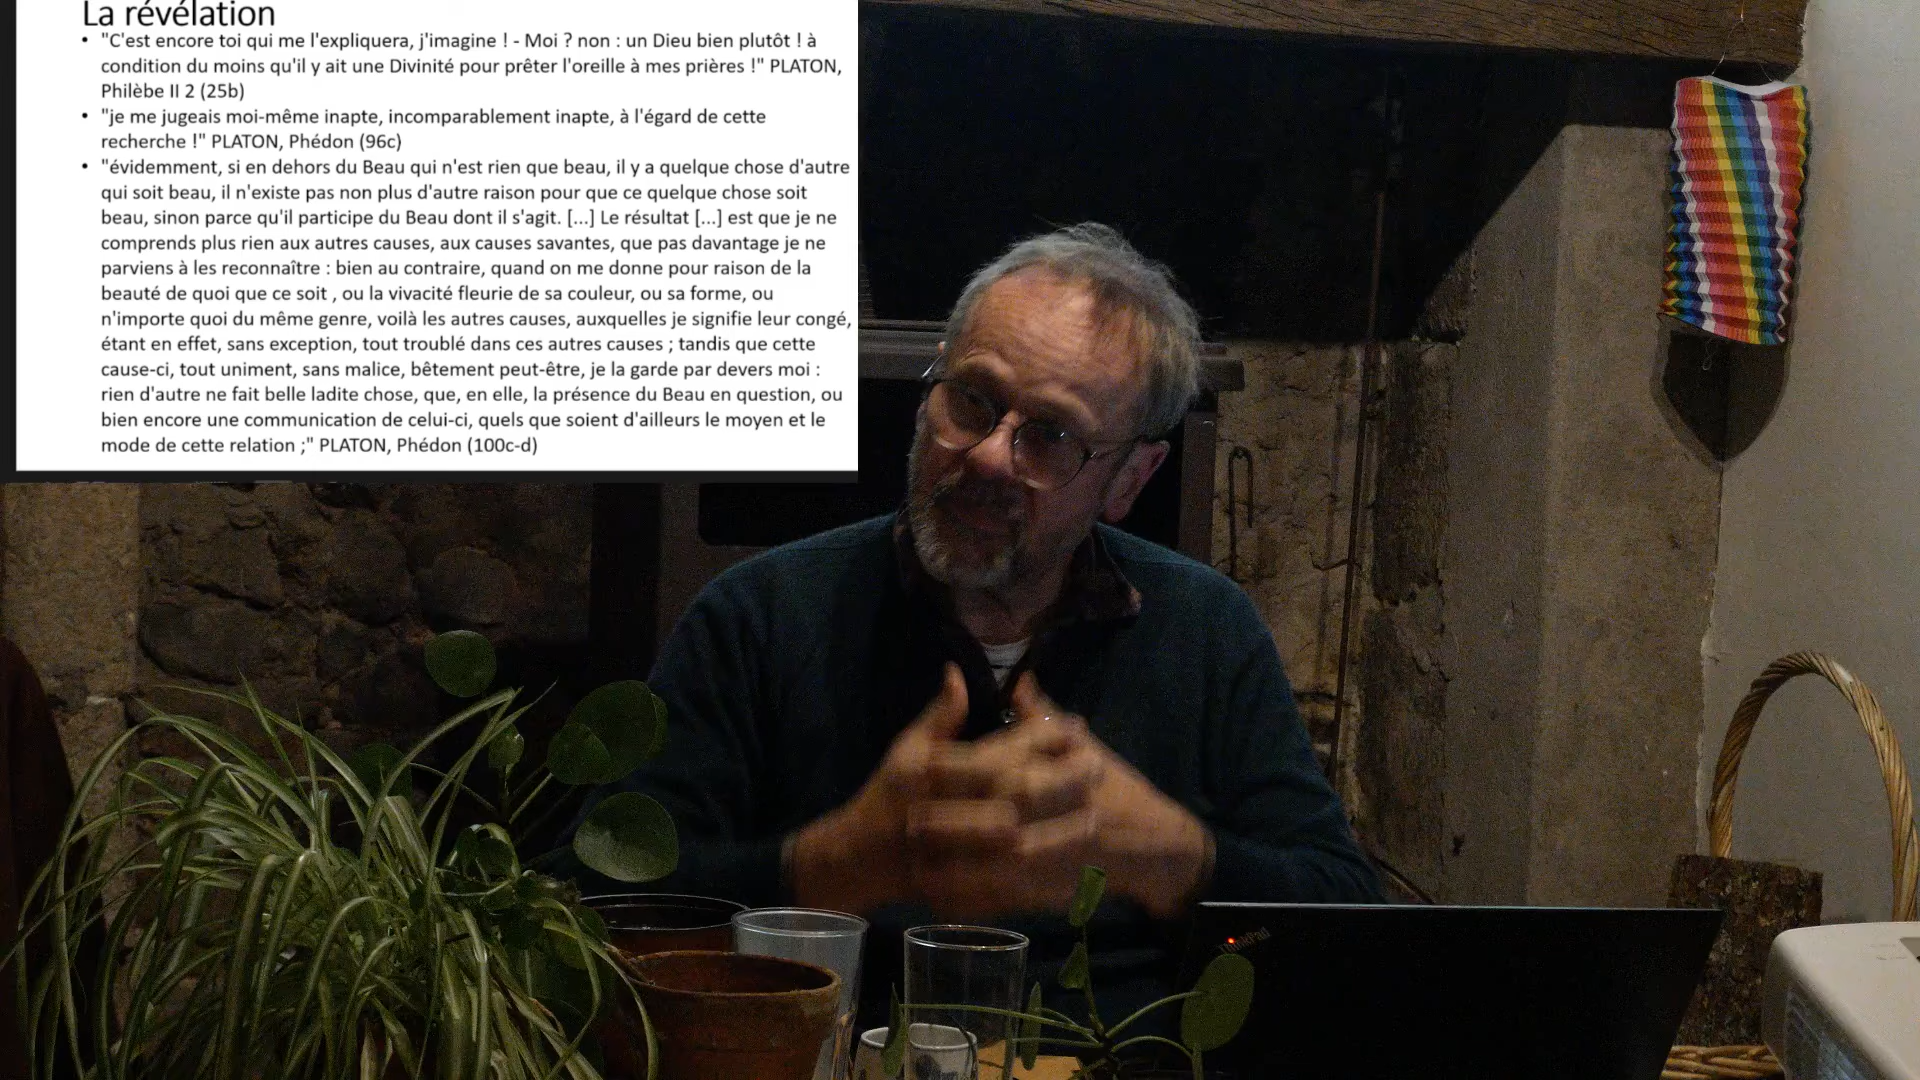 La révélation
• "C'est encore toi qui me l'expliquera, j'imagine ! - Moi ? non : un Dieu bien plutôt ! à
condition du moins qu'il y ait une Divinité pour prêter l'oreille à mes prières !" PLATON,
Philèbe II 2 (25b)
• "je me jugeais moi-même inapte, incomparablement inapte, à l'égard de cette
recherche !" PLATON, Phédon (96c)
• "évidemment, si en dehors du Beau qui n'est rien que beau, il y a quelque chose d'autre
qui soit beau, il n'existe pas non plus d'autre raison pour que ce quelque chose soit
beau, sinon parce qu'il participe du Beau dont il s'agit. [...] Le résultat [...] est que je ne
comprends plus rien aux autres causes, aux causes savantes, que pas davantage je ne
parviens à les reconnaître : bien au contraire, quand on me donne pour raison de la
beauté de quoi que ce soit , ou la vivacité fleurie de sa couleur, ou sa forme, ou
n'importe quoi du même genre, voilà les autres causes, auxquelles je signifie leur congé,
étant en effet, sans exception, tout troublé dans ces autres causes ; tandis que cette
cause-ci, tout uniment, sans malice, bêtement peut-être, je la garde par devers moi :
rien d'autre ne fait belle ladite chose, que, en elle, la présence du Beau en question, ou
bien encore une communication de celui-ci, quels que soient d'ailleurs le moyen et le
mode de cette relation ;" PLATON, Phédon (100c-d)
ThinkPad